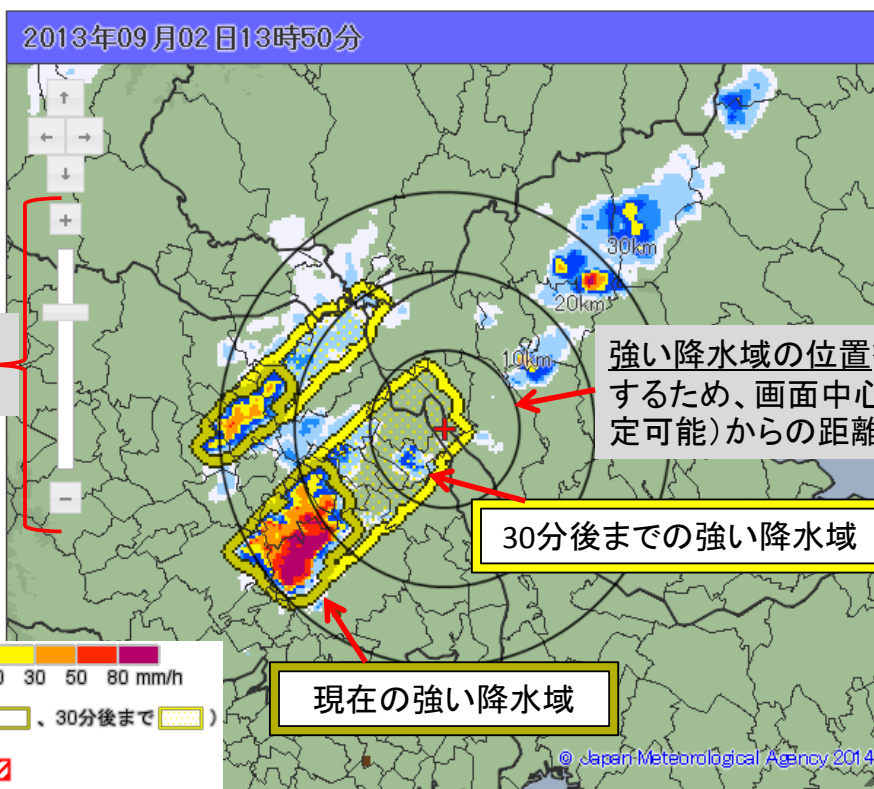 2013年09月02日13時50分
↑
← →
↓
+
30km
20km
10km
強い降水域の位置
するため、画面中心
定可能)からの距離
−
30分後までの強い降水域
30 50 80 mm/h
、30分後まで )
現在の強い降水域
© Japan Meteorological Agency 2014